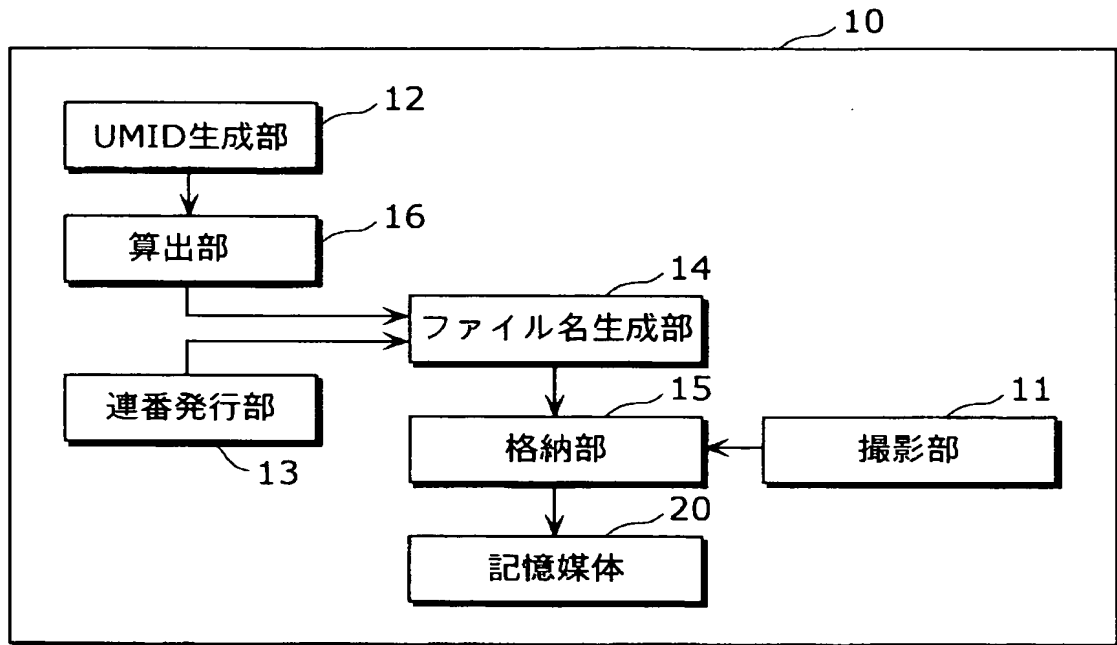 10
12
UMID生成部
16
算出部
14
ファイル名生成部
連番発行部
13
15
格納部
11
撮影部
20
記憶媒体